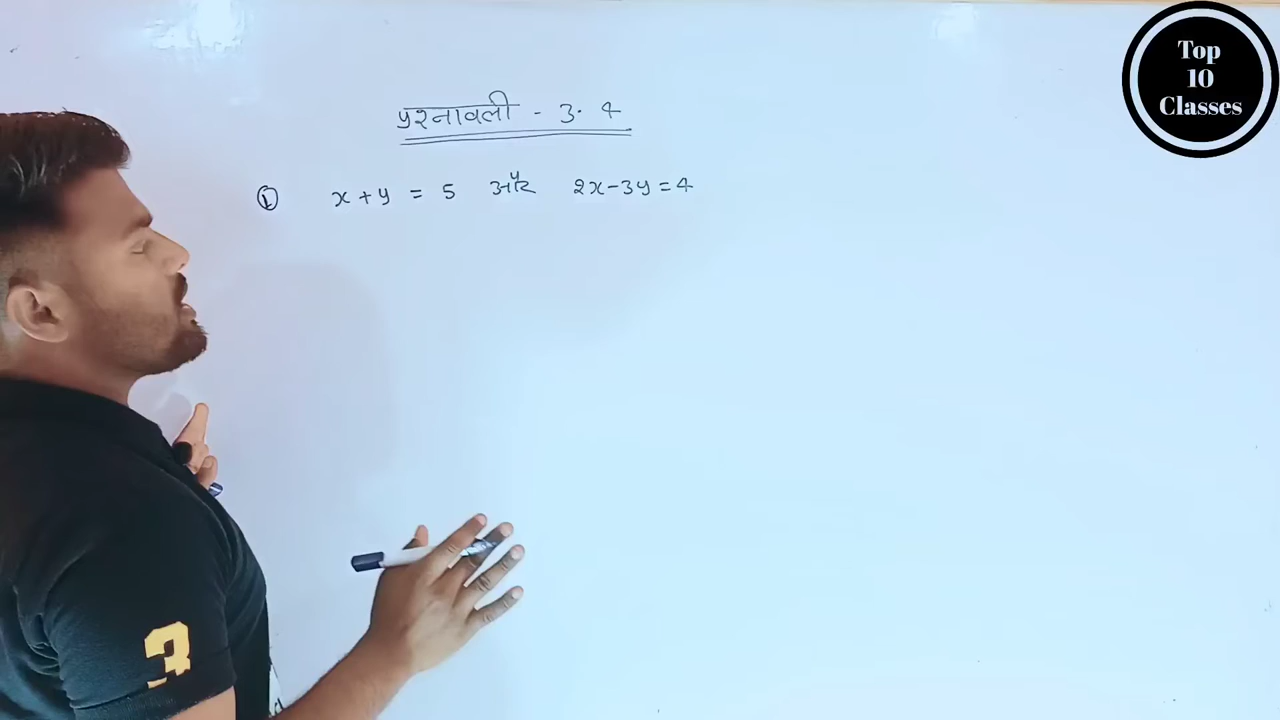 प्रश्नावली - 3.4
① x + y = 5 और 2x - 3y = 4
Top
10
Classes
3